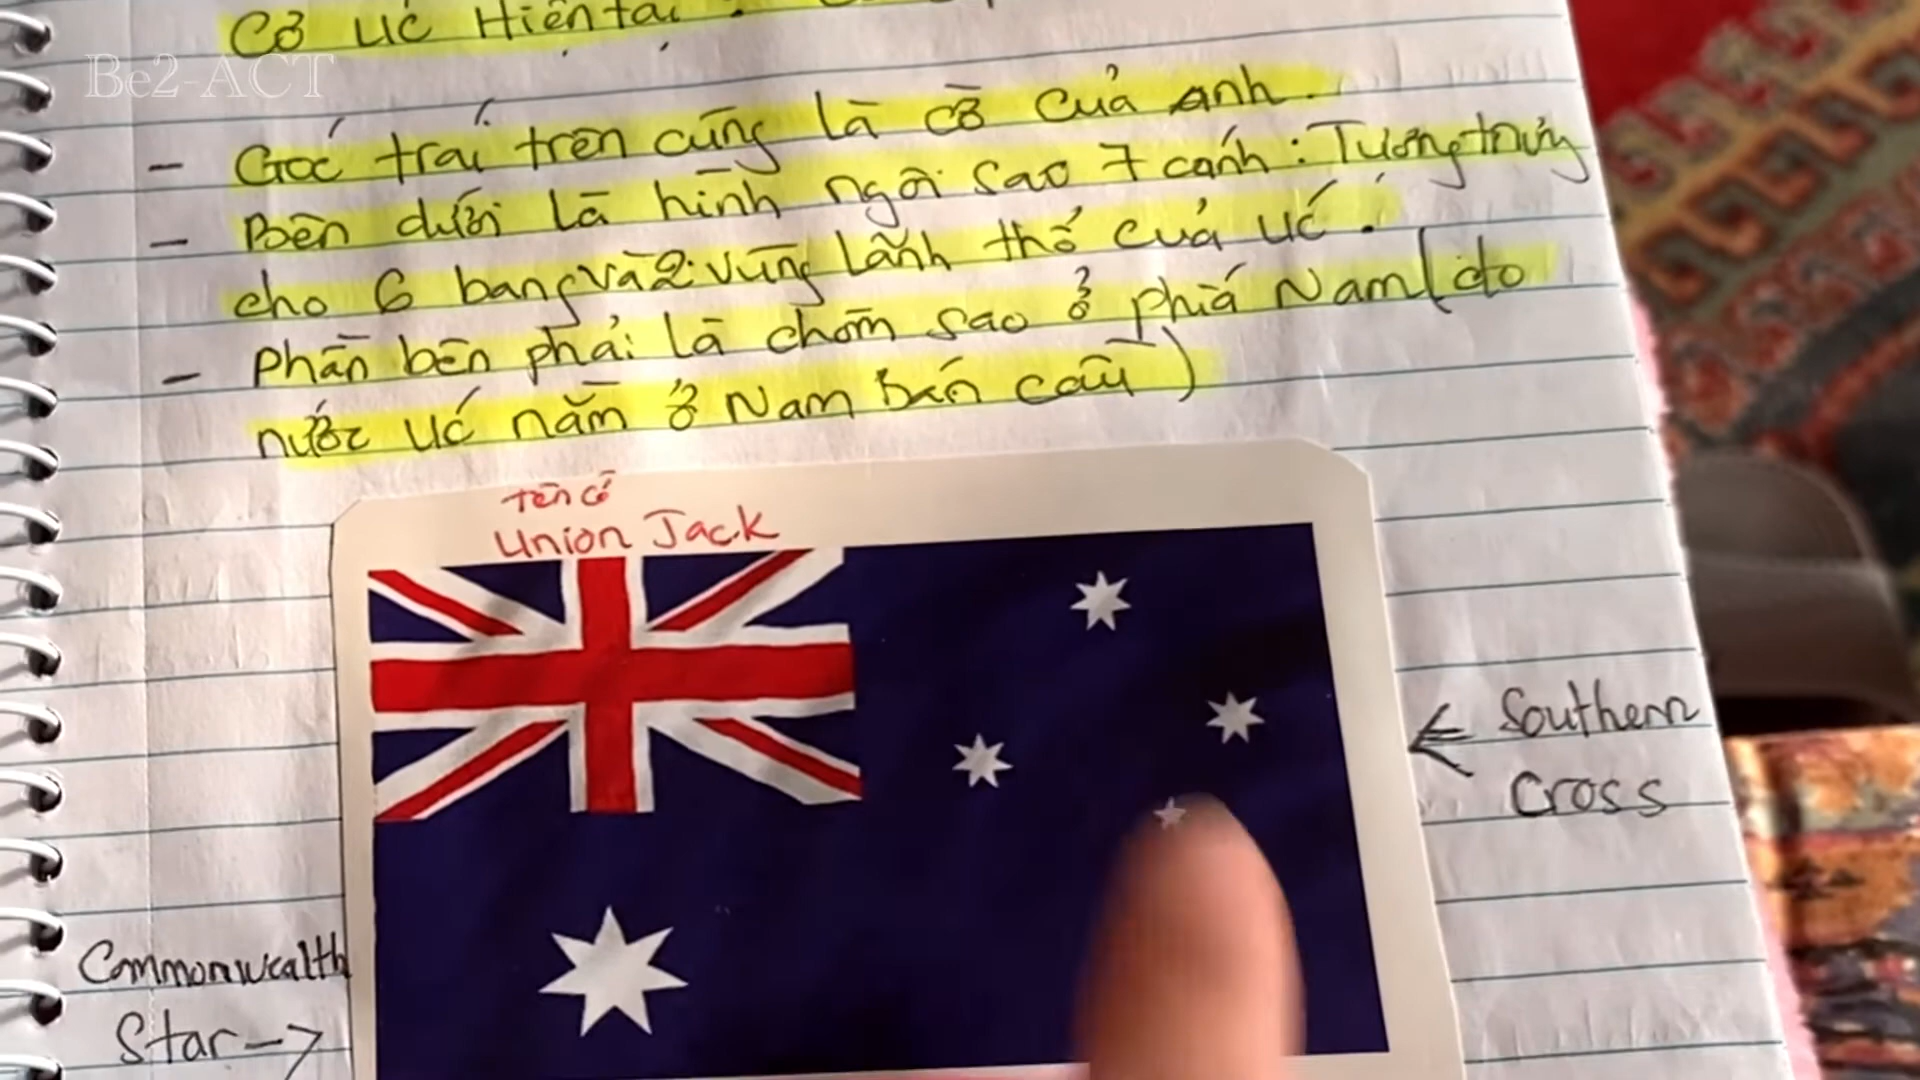 Cờ Úc Hiện tại :
Be2-ACT
- Góc trái trên cùng là cờ của Anh.
- Bên dưới là hình ngôi sao 7 cánh : Tượng trưng
cho 6 bang và 2 vùng lãnh thổ của Úc.
- Phần bên phải là chòm sao ở phía Nam (do
nước Úc nằm ở Nam bán cầu)
Tên cờ
Union Jack
← Southern
Cross
Commonwealth
Star →